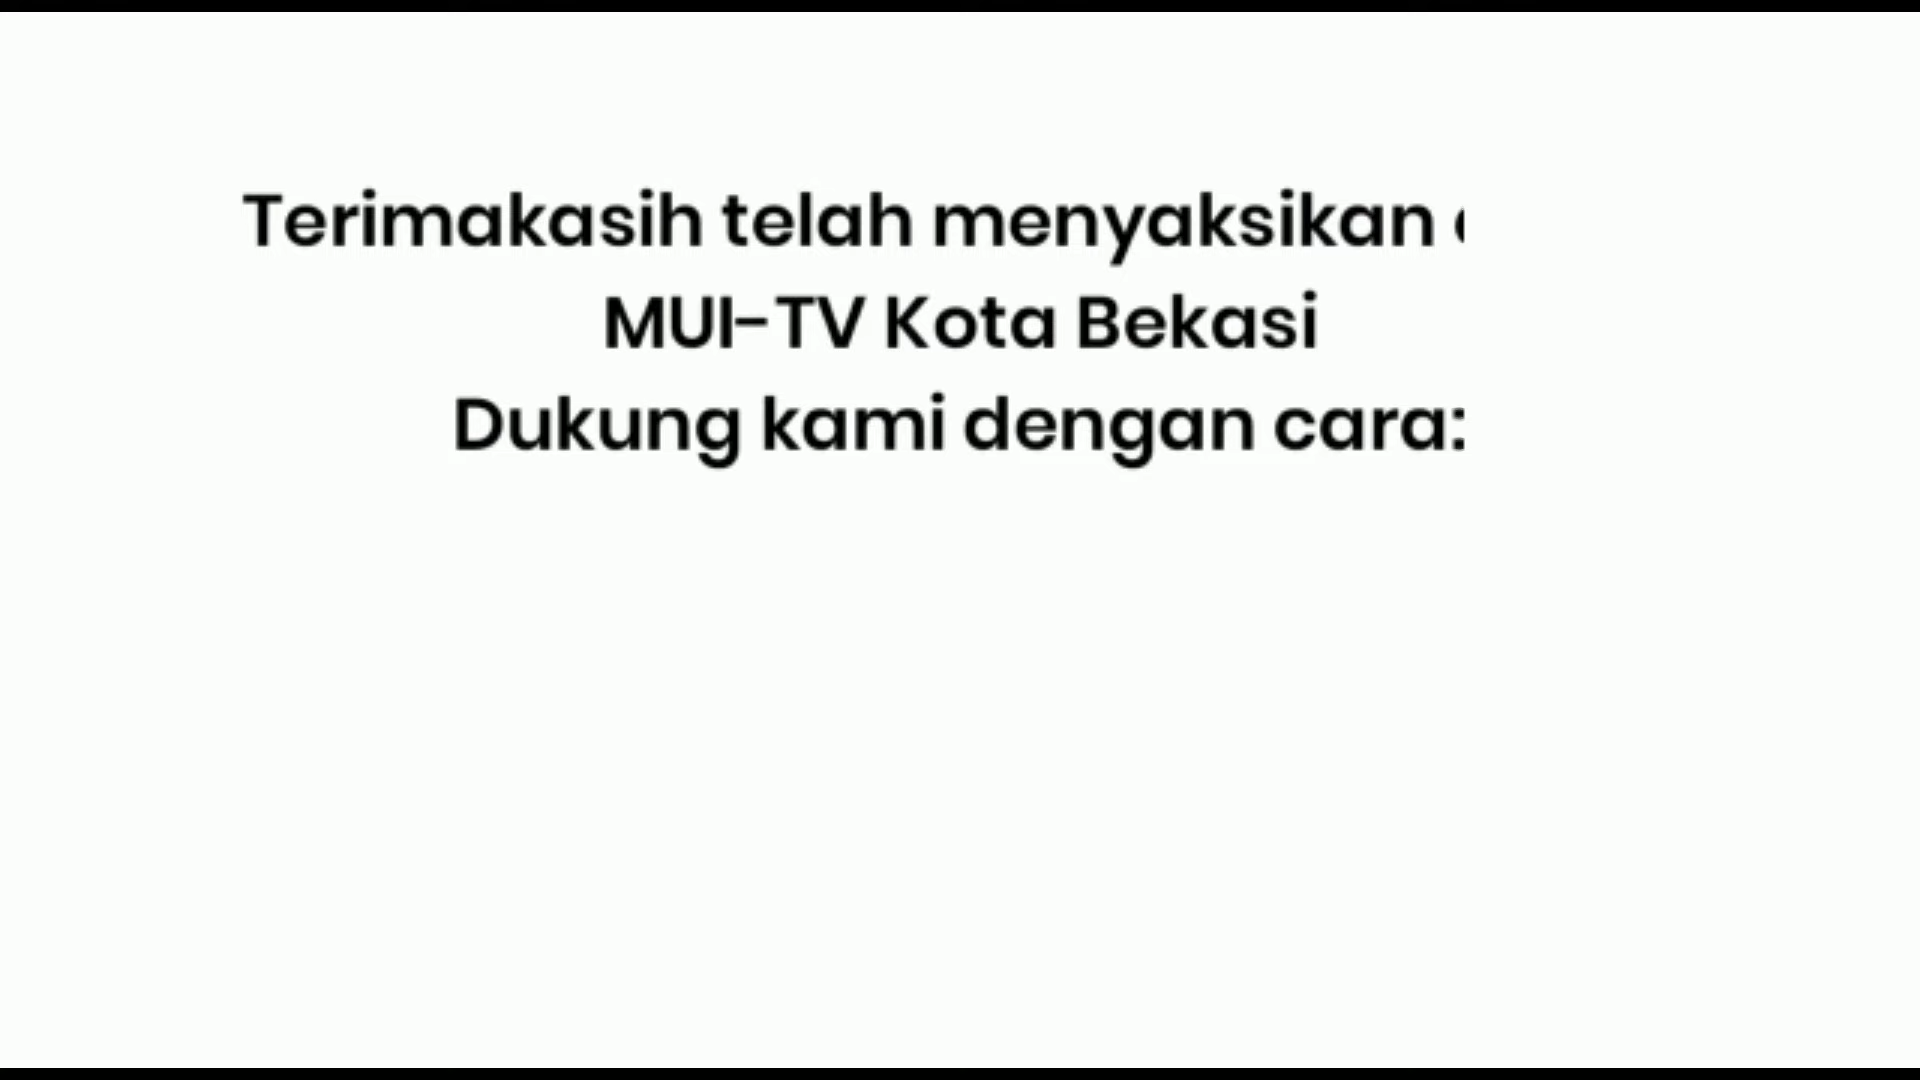 Terimakasih telah menyaksikan
MUI-TV Kota Bekasi
Dukung kami dengan cara: